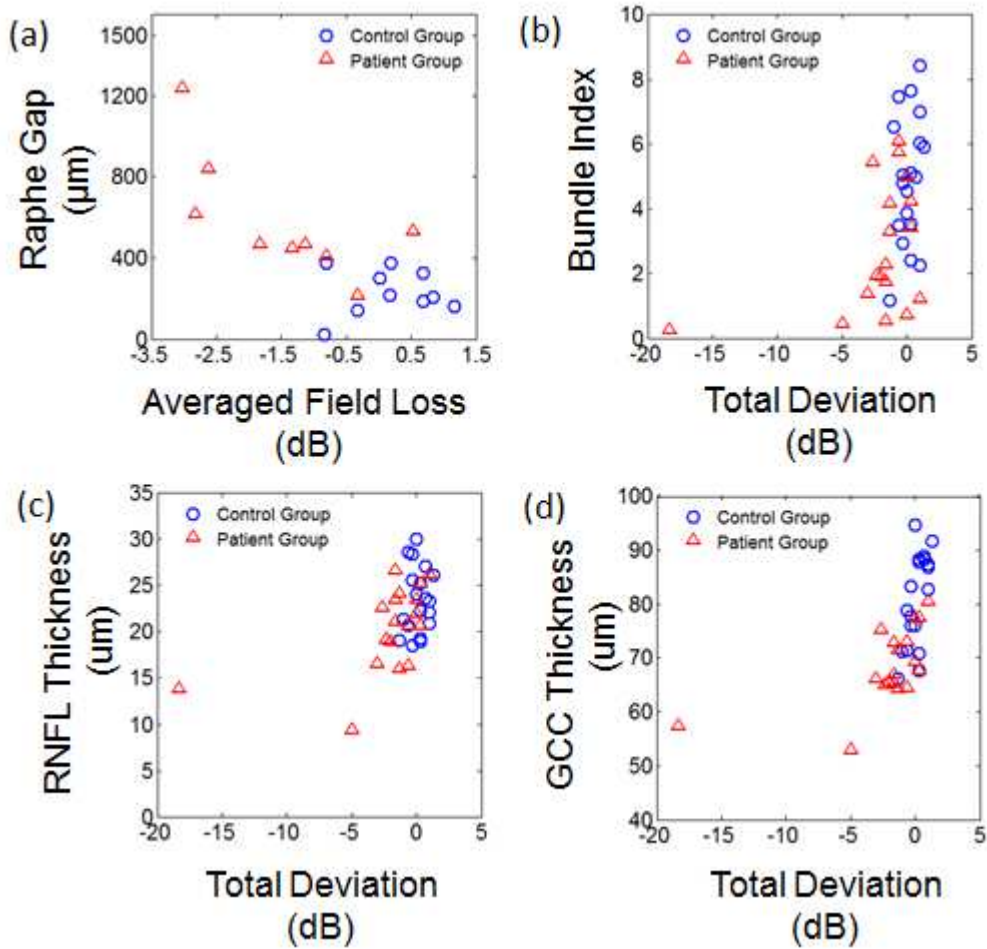 (a)
Raphe Gap
(μm)
1600
1200
800
400
0
Control Group
Patient Group
-3.5 -2.5 -1.5 -0.5 0.5 1.5
Averaged Field Loss
(dB)
(b)
Bundle Index
10
8
6
4
2
0
Control Group
Patient Group
-20 -15 -10 -5 0 5
Total Deviation
(dB)
(c)
RNFL Thickness
(um)
35
30
25
20
15
10
5
0
Control Group
Patient Group
-20 -15 -10 -5 0 5
Total Deviation
(dB)
(d)
GCC Thickness
(um)
100
90
80
70
60
50
40
Control Group
Patient Group
-20 -15 -10 -5 0 5
Total Deviation
(dB)